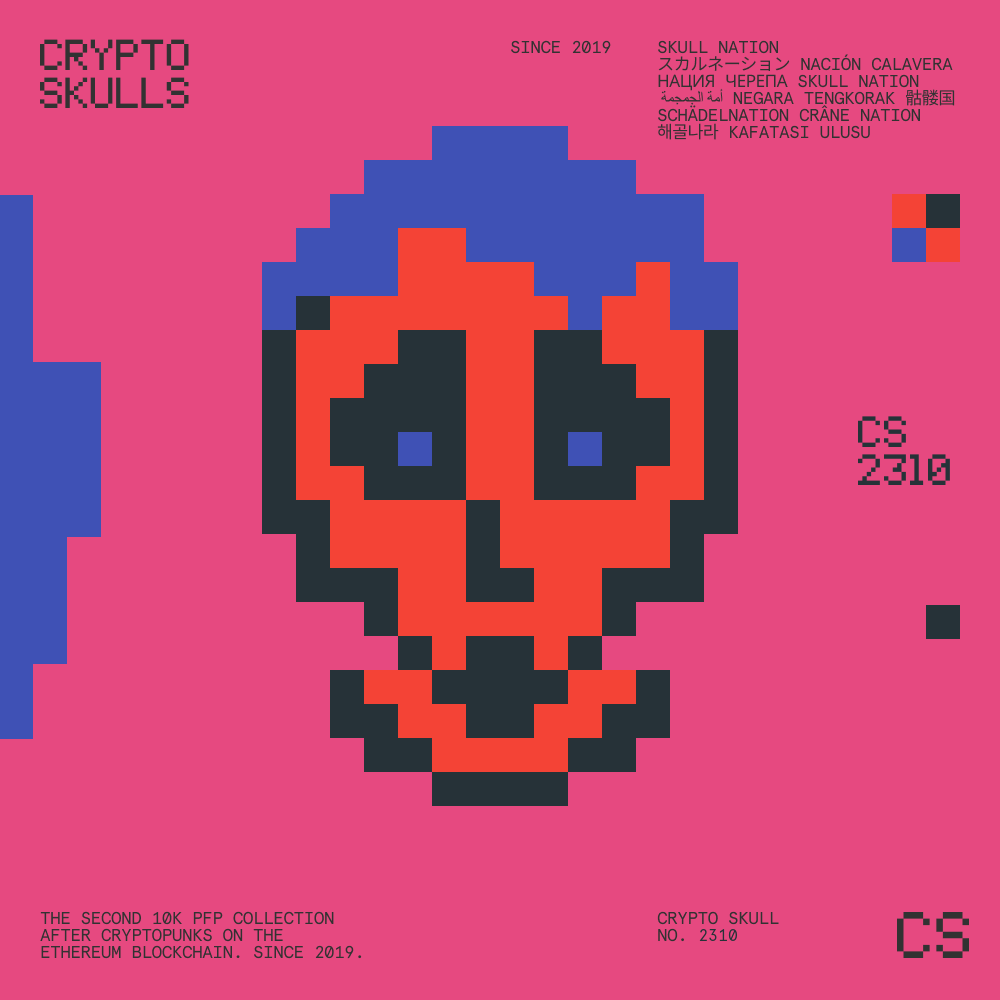 CRYPTO
SKULLS
SINCE 2019
SKULL NATION
スカルネーション NACIÓN CALAVERA
НАЦИЯ ЧЕРЕПА SKULL NATION
أمة الجمجمة NEGARA TENGKORAK 骷髅国
SCHÄDELNATION CRÂNE NATION
해골나라 KAFATASI ULUSU
CS
2310
THE SECOND 10K PFP COLLECTION
AFTER CRYPTOPUNKS ON THE
ETHEREUM BLOCKCHAIN. SINCE 2019.
CRYPTO SKULL
NO. 2310
CS